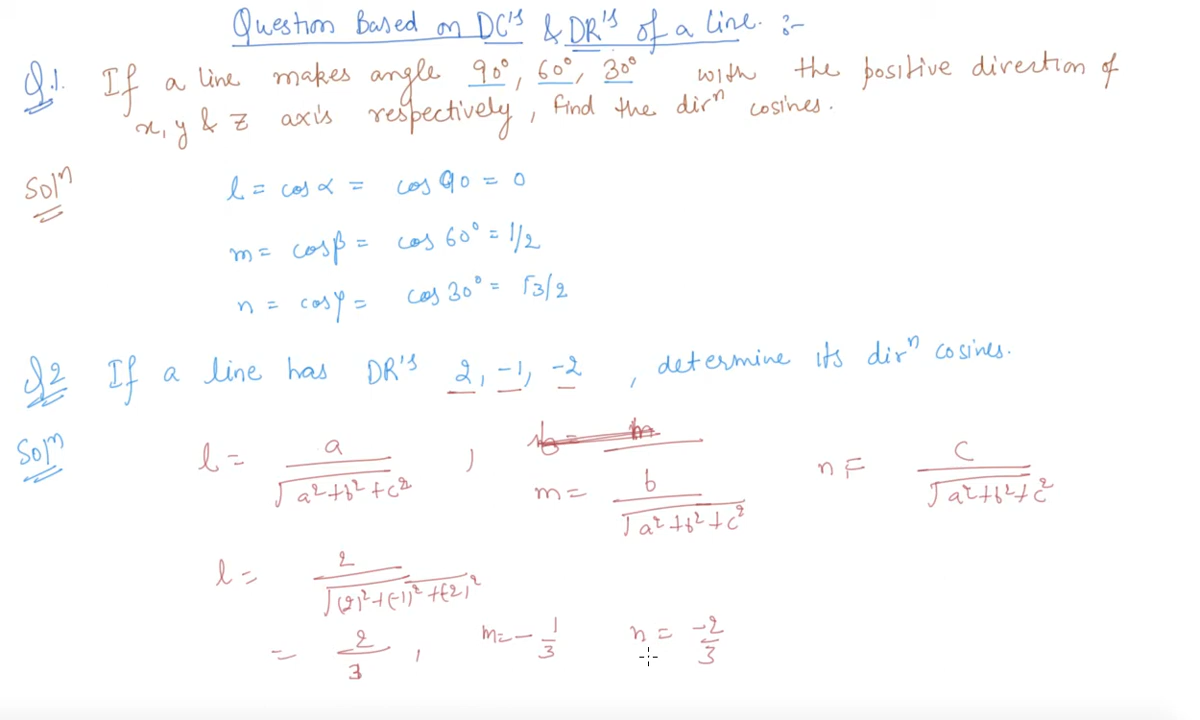 Question Based on DC's & DR's of a line. :-
Q.1. If a line makes angle 90°, 60°, 30° with the positive direction of
x, y & z axis respectively, find the dirⁿ cosines.
Solⁿ
l = cos α = cos 90 = 0
m = cos β = cos 60° = 1/2
n = cos γ = cos 30° = √3/2
Q2 If a line has DR's 2, -1, -2, determine its dirⁿ cosines.
Solⁿ
l = a/√(a²+b²+c²), m = b/√(a²+b²+c²) n = c/√(a²+b²+c²)
l = 2/√((2)²+(-1)²+(-2)²)
= 2/3, m = -1/3 n = -2/3